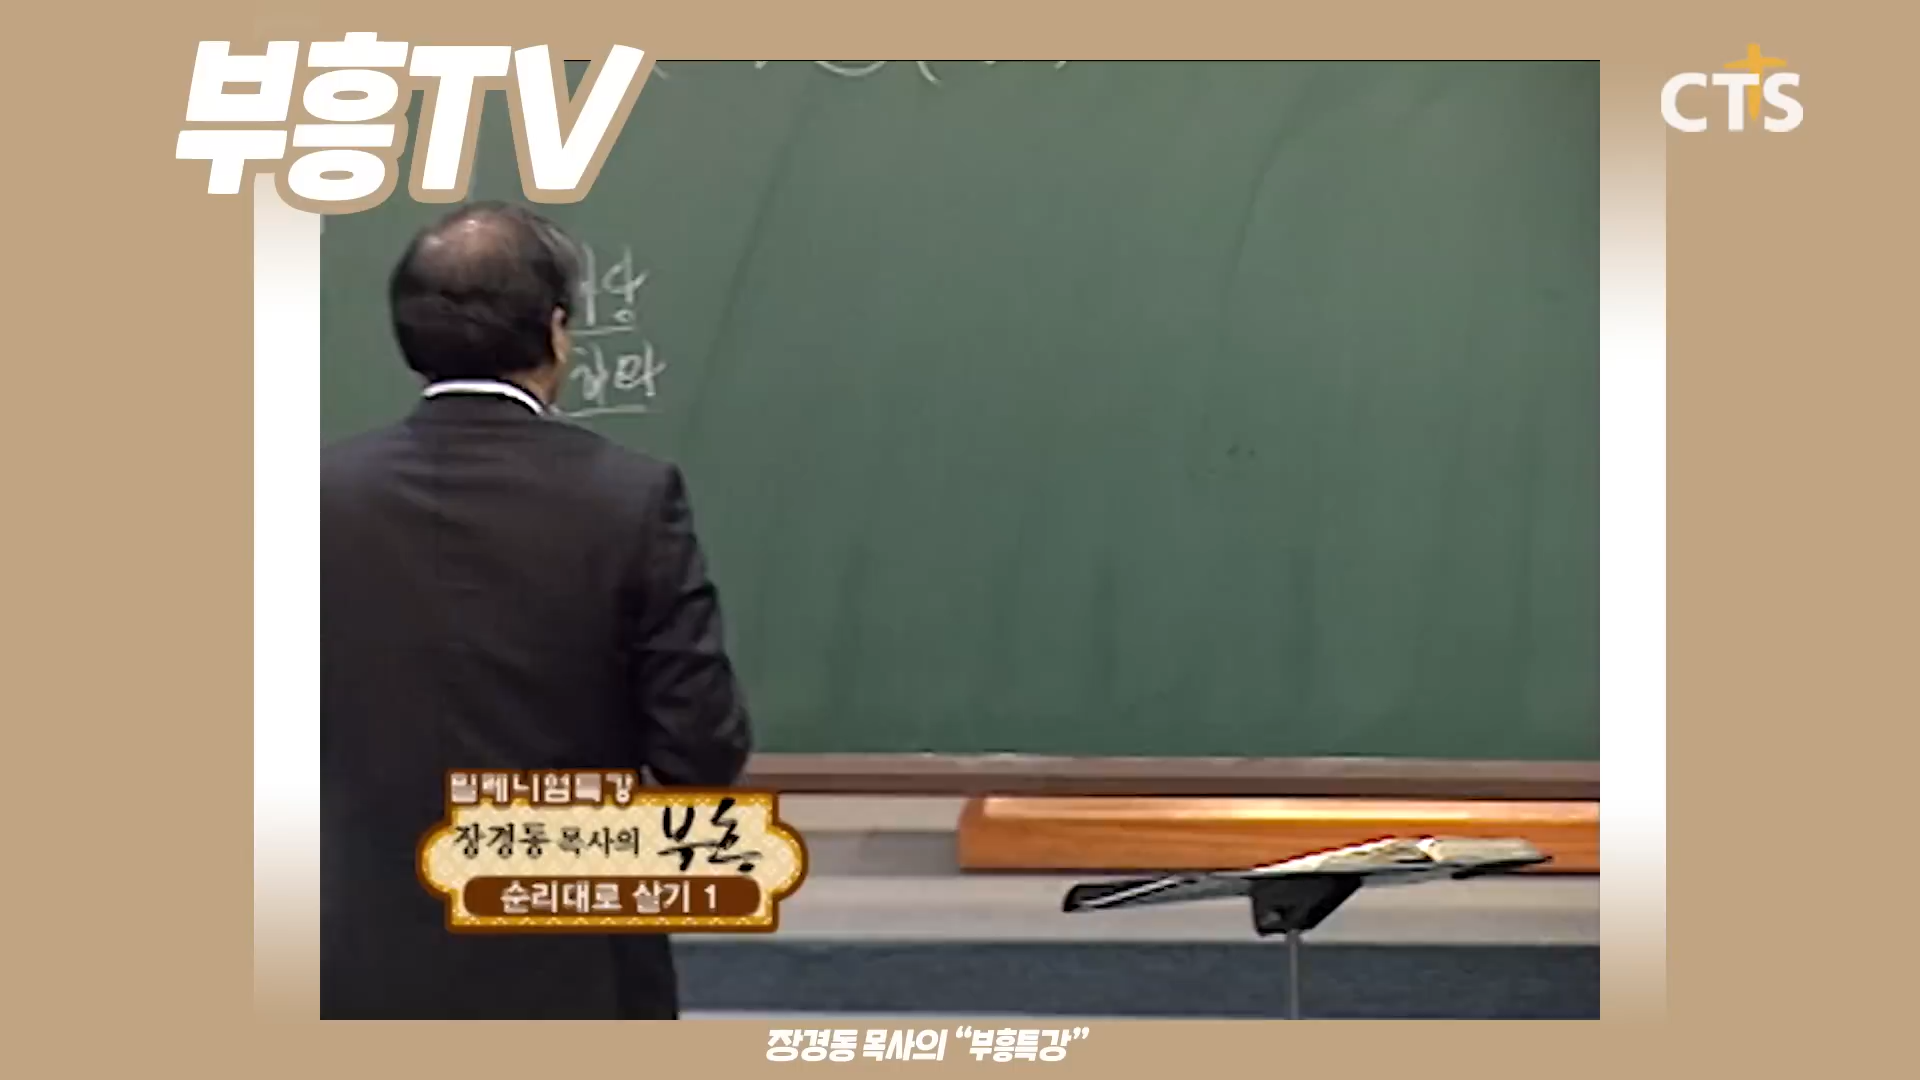 부흥TV
CTS
밀레니엄특강
장경동 목사의 부흥
순리대로 살기 1
장경동 목사의 “부흥특강”